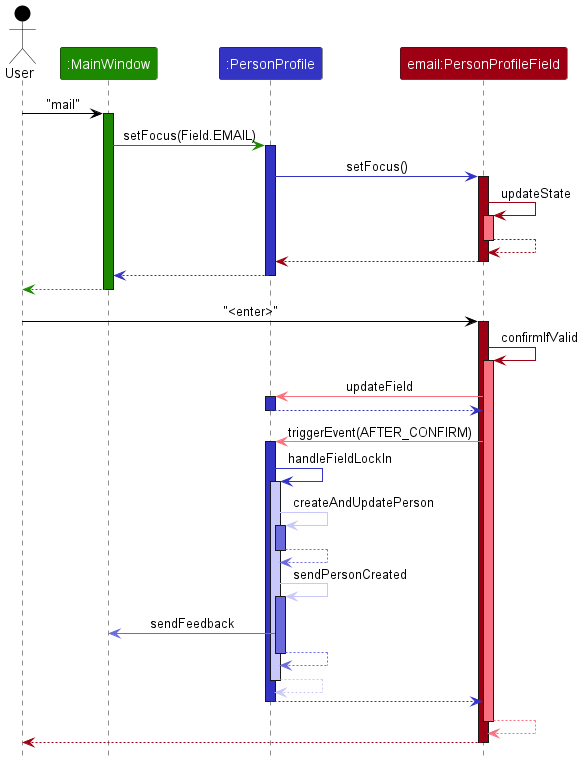 User
:MainWindow
:PersonProfile
email:PersonProfileField
"mail"
setFocus(Field.EMAIL)
setFocus()
updateState
"<enter>"
confirmIfValid
updateField
triggerEvent(AFTER_CONFIRM)
handleFieldLockIn
createAndUpdatePerson
sendPersonCreated
sendFeedback